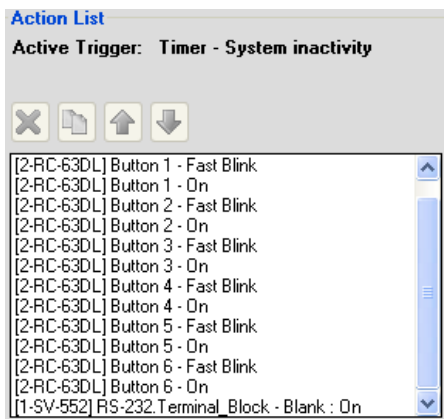 Action List
Active Trigger: Timer - System inactivity
[2-RC-63DL] Button 1 - Fast Blink
[2-RC-63DL] Button 1 - On
[2-RC-63DL] Button 2 - Fast Blink
[2-RC-63DL] Button 2 - On
[2-RC-63DL] Button 3 - Fast Blink
[2-RC-63DL] Button 3 - On
[2-RC-63DL] Button 4 - Fast Blink
[2-RC-63DL] Button 4 - On
[2-RC-63DL] Button 5 - Fast Blink
[2-RC-63DL] Button 5 - On
[2-RC-63DL] Button 6 - Fast Blink
[2-RC-63DL] Button 6 - On
[1-SV-552] RS-232.Terminal_Block - Blank : On